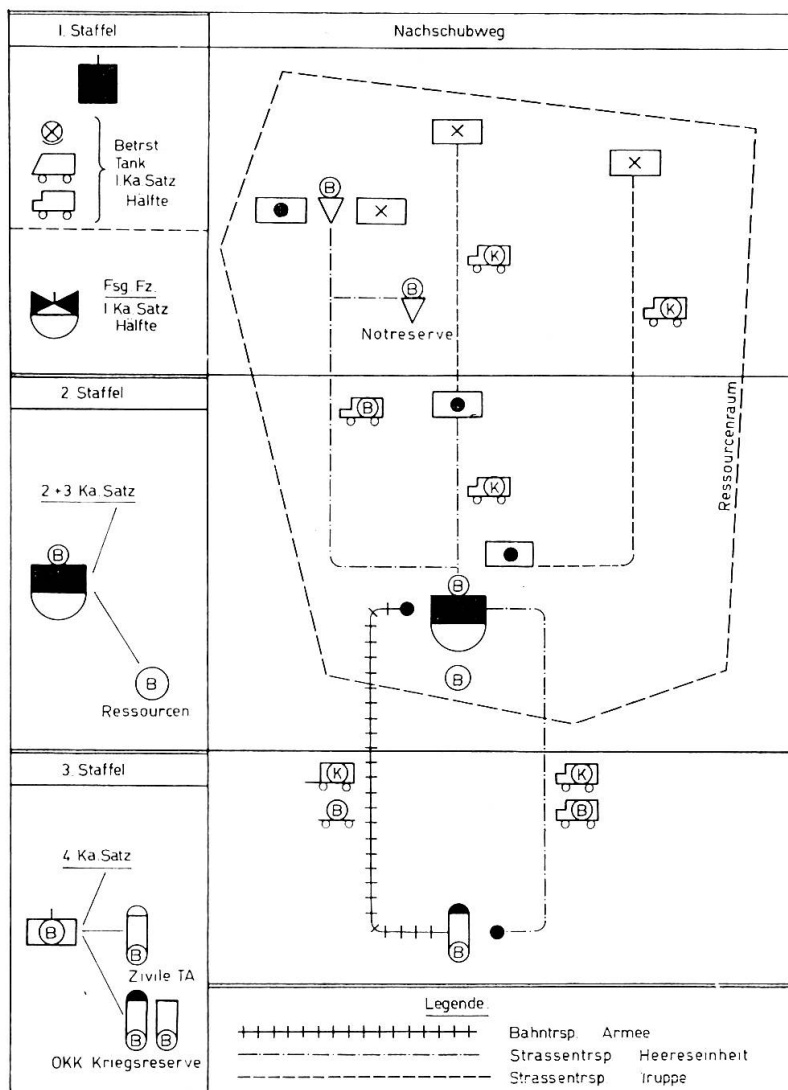 1. Staffel
Nachschubweg
Betrst
Tank
1. Ka. Satz
Hälfte
Fsg Fz.
1 Ka. Satz
Hälfte
B
B
Notreserve
K
K
Ressourcenraum
2. Staffel
2 + 3 Ka. Satz
B
B
Ressourcen
B
K
B
B
3. Staffel
4 Ka. Satz
B
B
Zivile TA
B
B
OKK Kriegsreserve
K
B
K
B
B
Legende:
Bahntrsp. Armee
Strassentrsp Heereseinheit
Strassentrsp Truppe